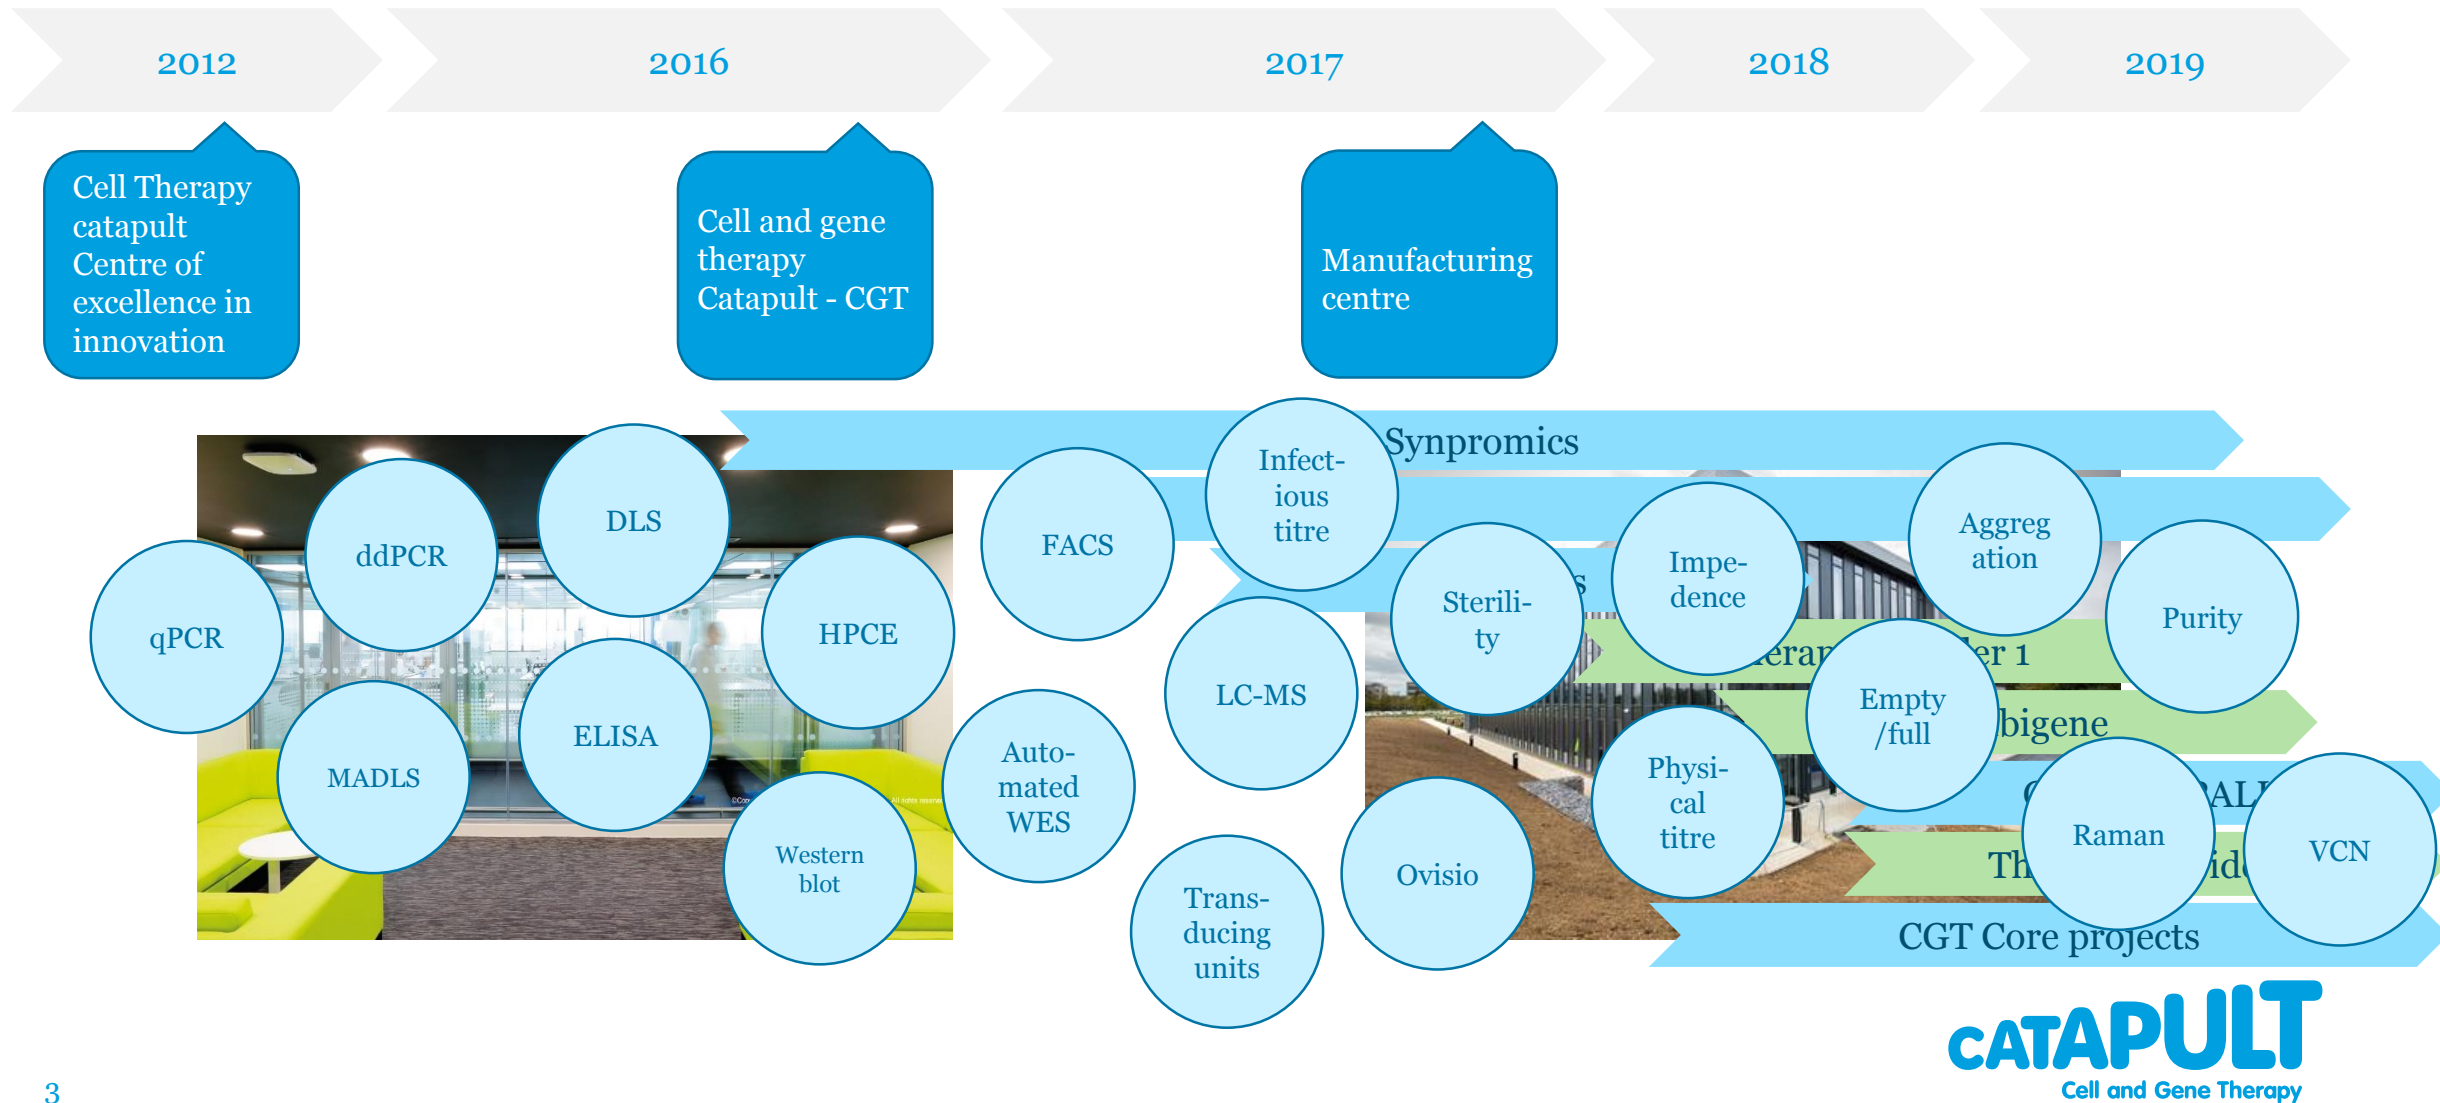 2012
2016
2017
2018
2019
Cell Therapy
catapult
Centre of
excellence in
innovation
Cell and gene
therapy
Catapult - CGT
Manufacturing
centre
Synpromics
Infect-
ious
titre
DLS
ddPCR
FACS
Aggreg
ation
Impe-
dence
Sterili-
ty
Purity
qPCR
HPCE
er 1
LC-MS
ELISA
Empty
/full
bigene
MADLS
Auto-
mated
WES
Physi-
cal
titre
Raman
VCN
Western
blot
Ovisio
Trans-
ducing
units
CGT Core projects
CATAPULT
Cell and Gene Therapy
3